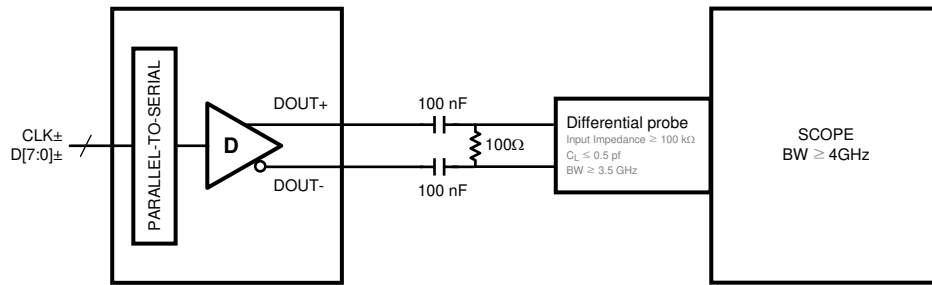 CLK±
D[7:0]±
PARALLEL-TO-SERIAL
D
DOUT+
DOUT-
100 nF
100Ω
100 nF
Differential probe
Input Impedance ≥ 100 kΩ
CL ≤ 0.5 pf
BW ≥ 3.5 GHz
SCOPE
BW ≥ 4GHz